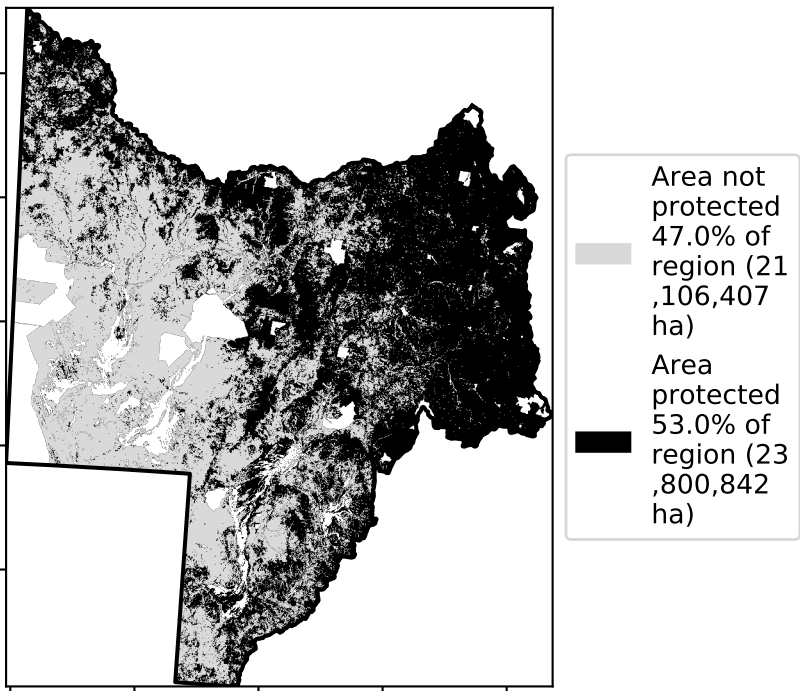 Area not
protected
47.0% of
region (21
,106,407
ha)
Area
protected
53.0% of
region (23
,800,842
ha)